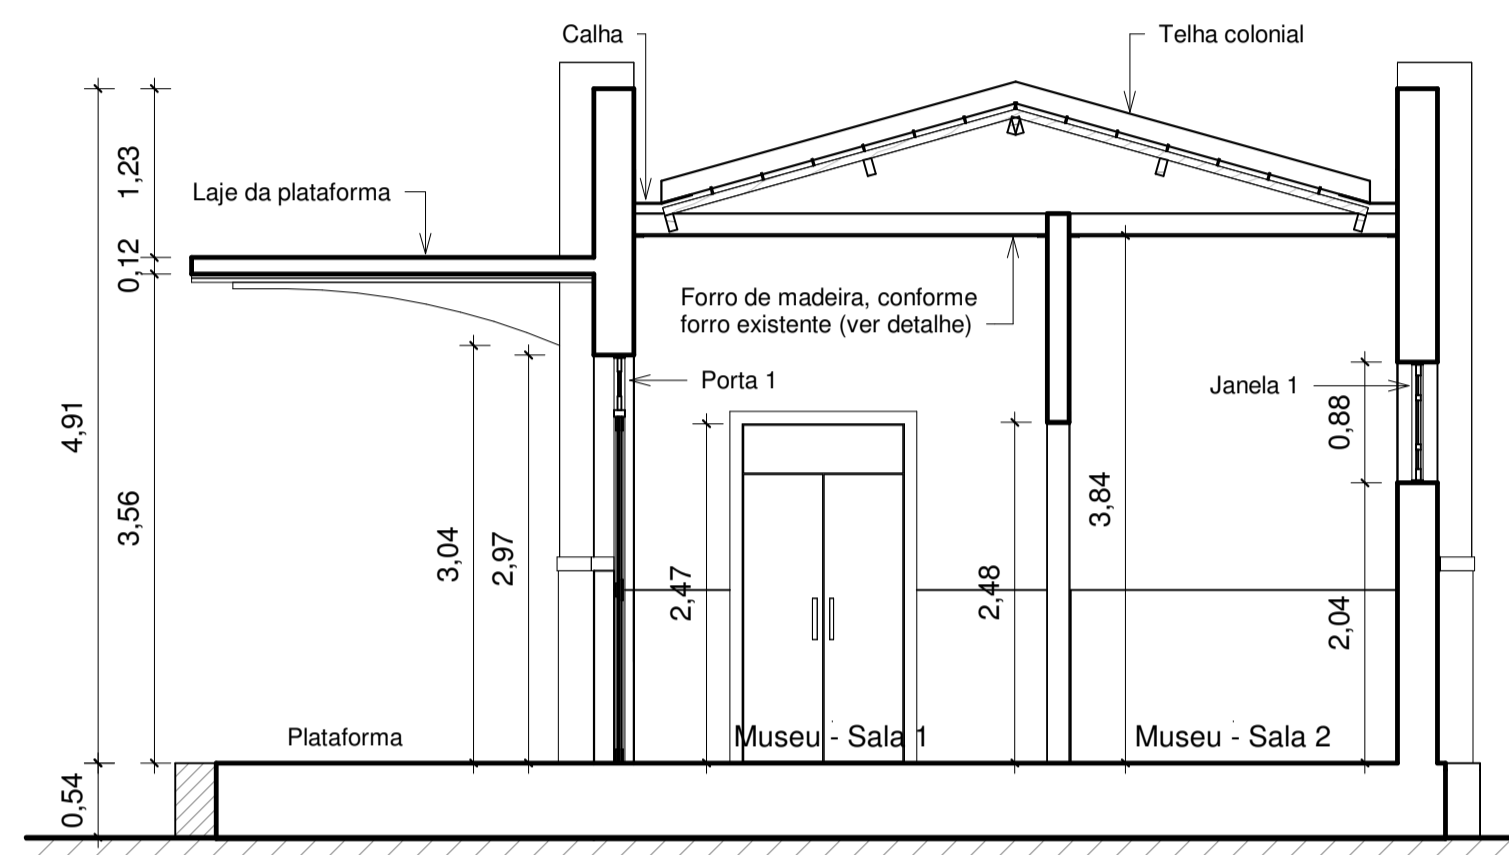 Calha
Telha colonial
1,23
Laje da plataforma
0,12
Forro de madeira, conforme
forro existente (ver detalhe)
Porta 1
Janela 1
0,88
4,91
3,84
3,56
3,04
2,97
2,47
2,48
2,04
Plataforma
Museu - Sala 1
Museu - Sala 2
0,54